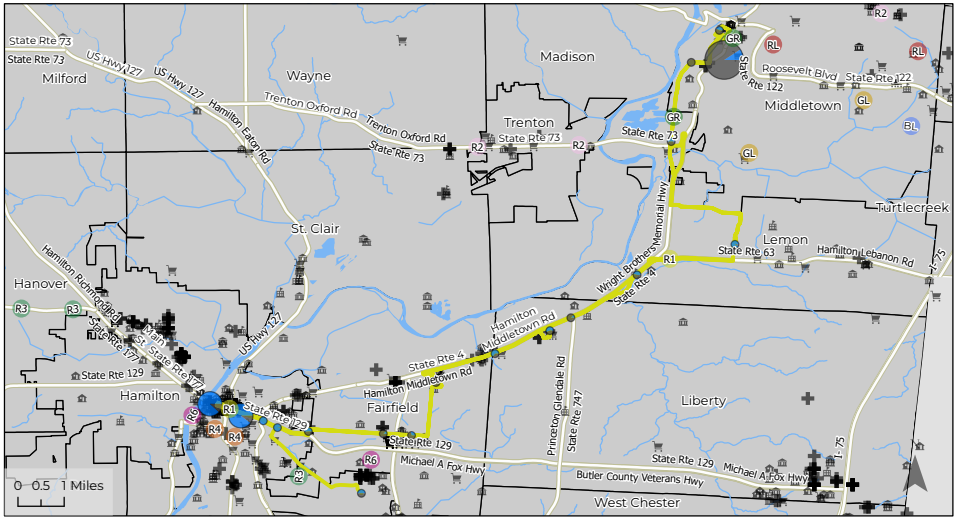 State Rte 73
State Rte 73
Milford
US Hwy 127
US Hwy 127
Wayne
Hamilton Eaton Rd
Trenton Oxford Rd
Trenton Oxford Rd
State Rte 73
Madison
Trenton
State Rte 73
R2
R2
State Rte 73
R2
GR
RL
RL
State Rte 122
Roosevelt Blvd
State Rte 122
Middletown
GL
BL
GR
GL
Turtlecreek
St. Clair
Wright Brothers Memorial Hwy
Lemon
State Rte 63
Hamilton Lebanon Rd
I-75
R1
State Rte 4
Hanover
Hamilton Richmond Rd
R3
R3
Main St
State Rte 177
State Rte 177
US Hwy 127
Hamilton Middletown Rd
State Rte 4
Hamilton Middletown Rd
State Rte 129
Hamilton
R6
R1
State Rte 129
R4
R4
Fairfield
State Rte 129
Princeton Glendale Rd
State Rte 747
Liberty
I-75
R6
R3
Michael A Fox Hwy
State Rte 129
Michael A Fox Hwy
Butler County Veterans Hwy
West Chester
0 0.5 1 Miles